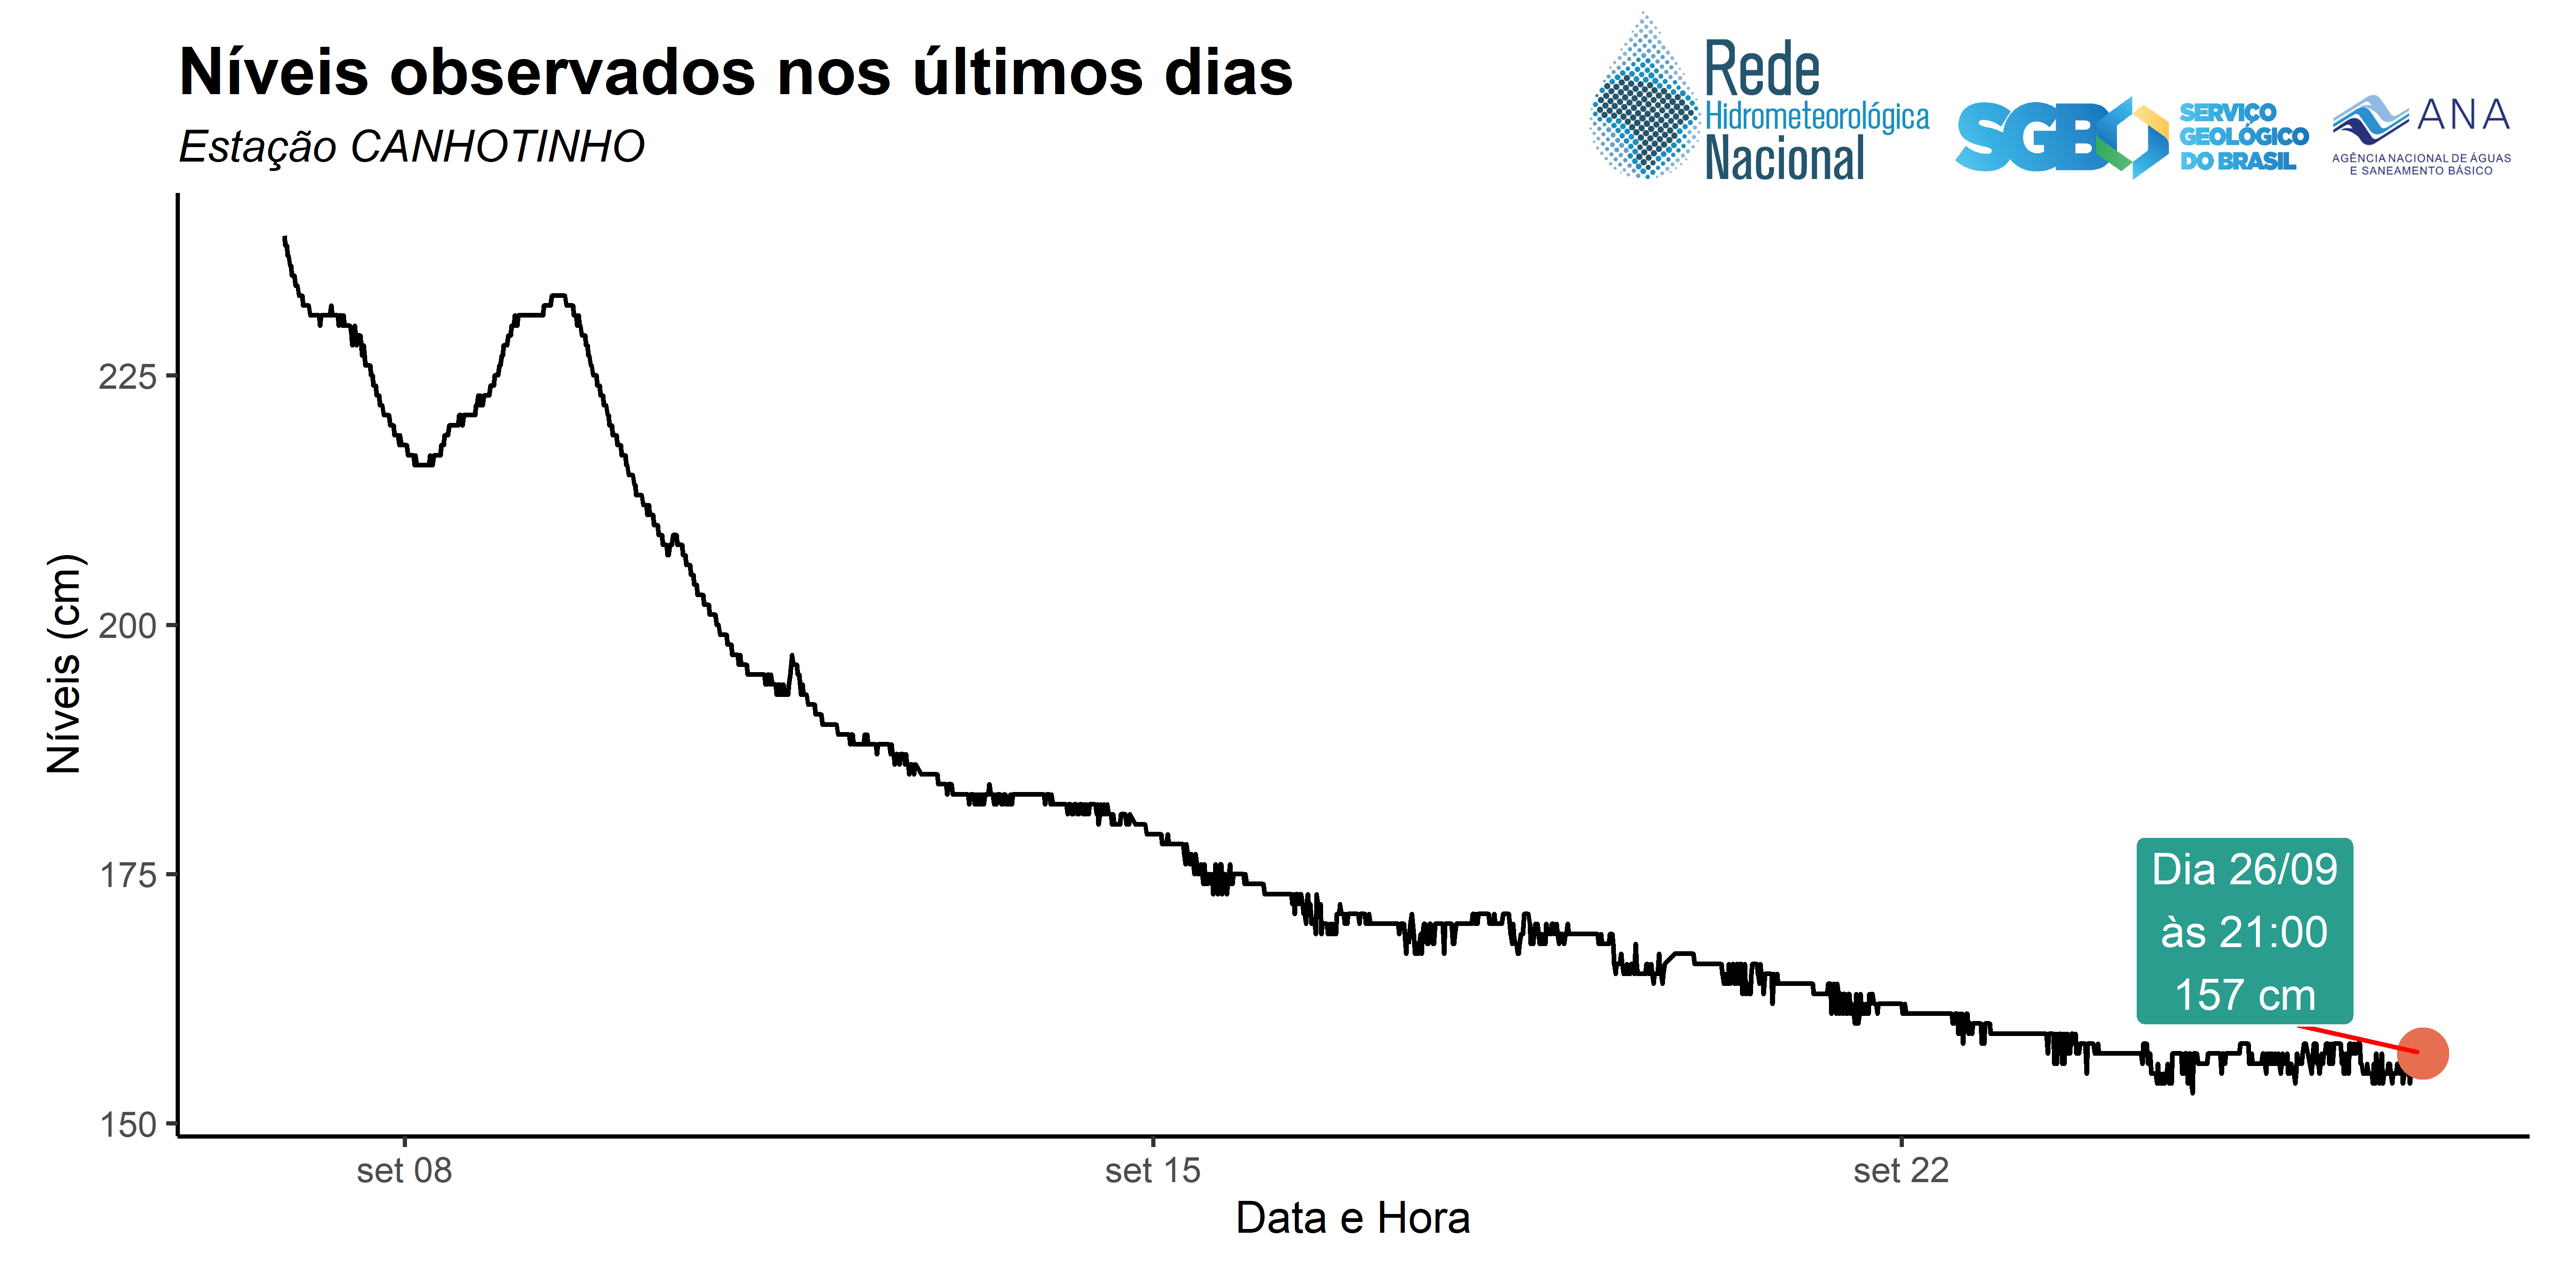 Níveis observados nos últimos dias
Estação CANHOTINHO
Rede
Hidrometeorológica
Nacional
SGB
SERVIÇO
GEOLÓGICO
DO BRASIL
ANA
AGÊNCIA NACIONAL DE ÁGUAS
E SANEAMENTO BÁSICO
Níveis (cm)
225
200
175
150
Dia 26/09
às 21:00
157 cm
set 08
set 15
set 22
Data e Hora